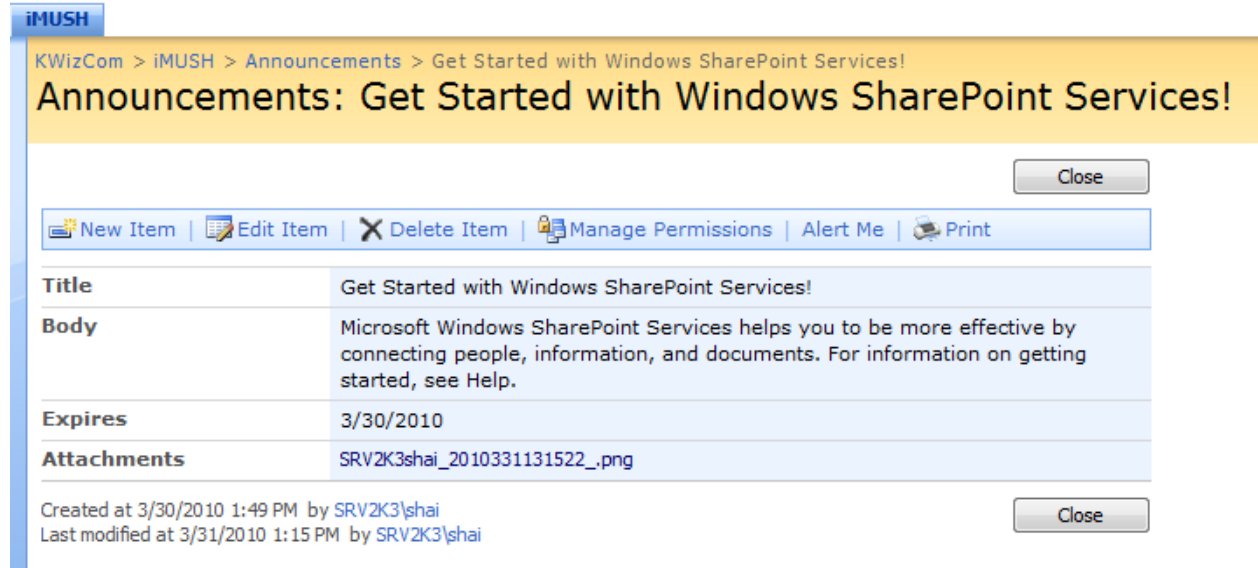 iMUSH
KWizCom > iMUSH > Announcements > Get Started with Windows SharePoint Services!
Announcements: Get Started with Windows SharePoint Services!
Close
New Item | Edit Item | Delete Item | Manage Permissions | Alert Me | Print
Title Get Started with Windows SharePoint Services!
Body Microsoft Windows SharePoint Services helps you to be more effective by
connecting people, information, and documents. For information on getting
started, see Help.
Expires 3/30/2010
Attachments SRV2K3shai_2010331131522_.png
Created at 3/30/2010 1:49 PM by SRV2K3\shai
Close
Last modified at 3/31/2010 1:15 PM by SRV2K3\shai